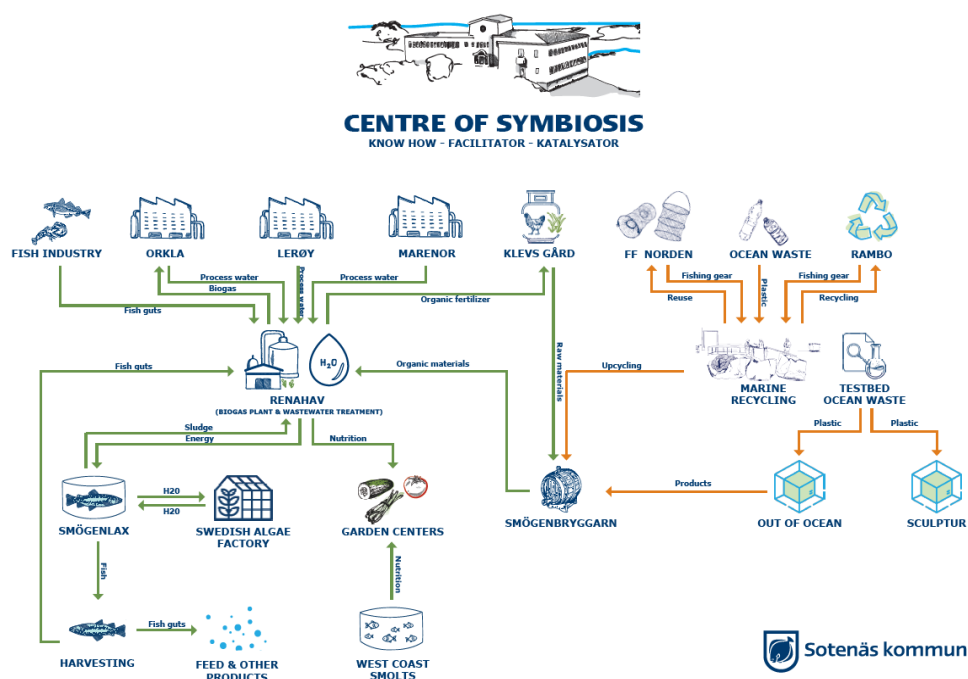 CENTRE OF SYMBIOSIS
KNOW HOW - FACILITATOR - KATALYSATOR
FISH INDUSTRY
ORKLA
LERØY
MARENOR
KLEVS GÅRD
FF NORDEN
OCEAN WASTE
RAMBO
Process water
Biogas
Process water
Process water
Organic fertilizer
Fish guts
Fishing gear
Reuse
Plastic
Fishing gear
Recycling
H₂O
Fish guts
Organic materials
Raw materials
Upcycling
RENAHAV
(BIOGAS PLANT & WASTEWATER TREATMENT)
MARINE
RECYCLING
TESTBED
OCEAN WASTE
Sludge
Energy
Nutrition
Plastic
Plastic
H20
H20
Products
SMÖGENLAX
SWEDISH ALGAE
FACTORY
GARDEN CENTERS
SMÖGENBRYGGARN
OUT OF OCEAN
SCULPTUR
Fish
Nutrition
Fish guts
HARVESTING
FEED & OTHER
PRODUCTS
WEST COAST
SMOLTS
Sotenäs kommun